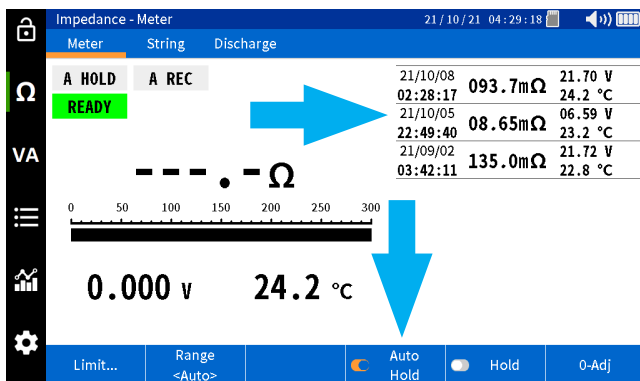 Impedance - Meter 21/10/21 04:29:18
Meter String Discharge
A HOLD A REC
READY
Ω
VA
---.-Ω
0 50 100 150 200 250 300
0.000 V 24.2 °C
21/10/08 02:28:17 093.7mΩ 21.70 V 24.2 °C
21/10/05 22:49:40 08.65mΩ 06.59 V 23.2 °C
21/09/02 03:42:11 135.0mΩ 21.72 V 22.8 °C
Limit...
Range
<Auto>
Auto
Hold
Hold
0-Adj